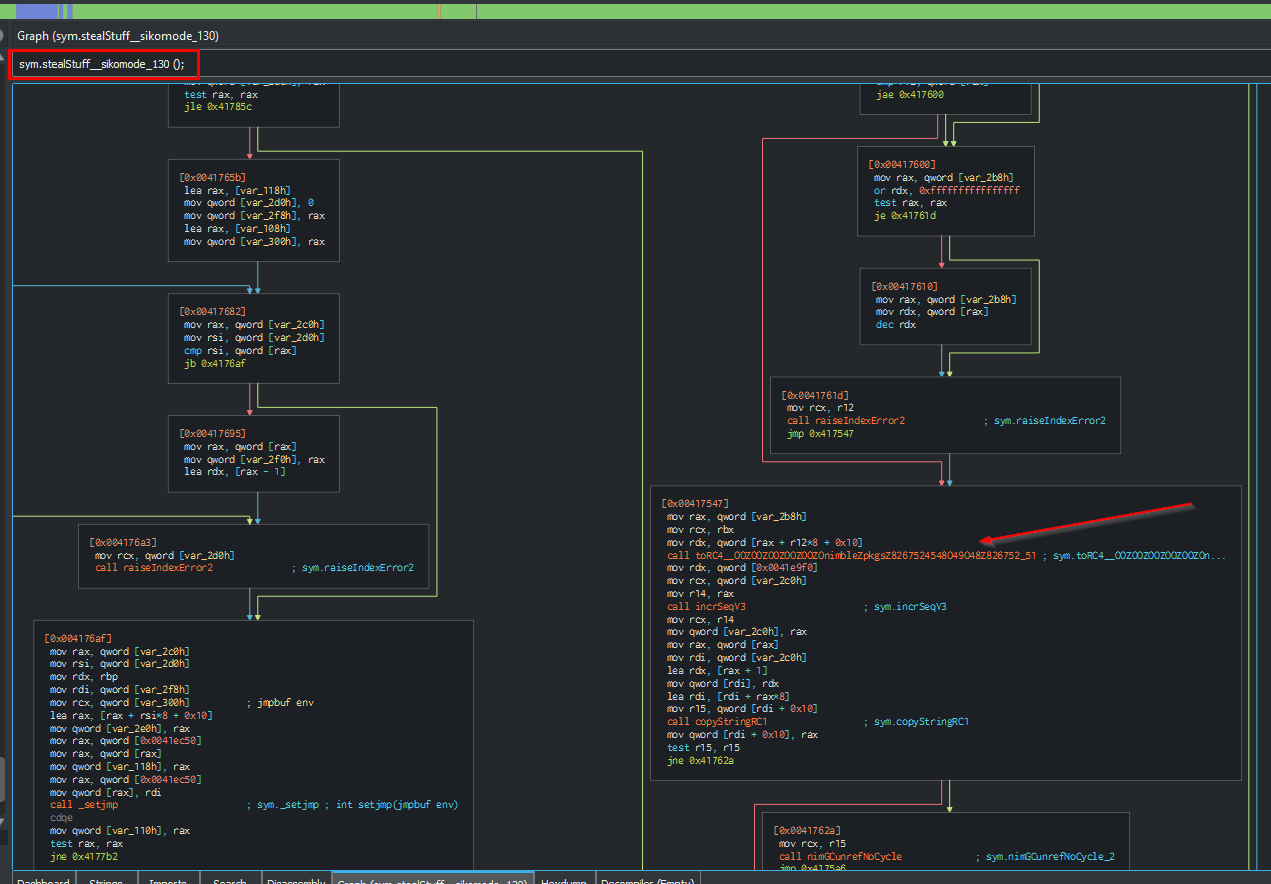 Graph (sym.stealStuff__sikomode_130)
sym.stealStuff__sikomode_130 ();
test rax, rax
jle 0x41785c
[0x0041765b]
lea rax, [var_118h]
mov qword [var_2d0h], 0
mov qword [var_2f8h], rax
lea rax, [var_108h]
mov qword [var_300h], rax
[0x00417682]
mov rax, qword [var_2c0h]
mov rsi, qword [var_2d0h]
cmp rsi, qword [rax]
jb 0x4176af
[0x00417695]
mov rax, qword [rax]
mov qword [var_2f0h], rax
lea rdx, [rax - 1]
[0x004176a3]
mov rcx, qword [var_2d0h]
call raiseIndexError2 ; sym.raiseIndexError2
[0x004176af]
mov rax, qword [var_2c0h]
mov rsi, qword [var_2d0h]
mov rdx, rbp
mov rdi, qword [var_2f8h]
mov rcx, qword [var_300h] ; jmpbuf env
lea rax, [rax + rsi*8 + 0x10]
mov qword [var_2e0h], rax
mov rax, qword [0x0041ec50]
mov rax, qword [rax]
mov qword [var_118h], rax
mov rax, qword [0x0041ec50]
mov qword [rax], rdi
call _setjmp ; sym._setjmp ; int setjmp(jmpbuf env)
cdqe
mov qword [var_110h], rax
test rax, rax
jne 0x4177b2
jae 0x417600
[0x00417600]
mov rax, qword [var_2b8h]
or rdx, 0xffffffffffffffff
test rax, rax
je 0x41761d
[0x00417610]
mov rax, qword [var_2b8h]
mov rdx, qword [rax]
dec rdx
[0x0041761d]
mov rcx, r12
call raiseIndexError2 ; sym.raiseIndexError2
jmp 0x417547
[0x00417547]
mov rax, qword [var_2b8h]
mov rcx, rbx
mov rdx, qword [rax + r12*8 + 0x10]
call toRC4__OOZOOZOOZOOZOOZOnimbleZpkgsZ8267524548O49O48Z826752_51 ; sym.toRC4__OOZOOZOOZOOZOOZOn...
mov rdx, qword [0x0041e9f0]
mov rcx, qword [var_2c0h]
mov r14, rax
call incrSeqV3 ; sym.incrSeqV3
mov rcx, r14
mov qword [var_2c0h], rax
mov rax, qword [rax]
mov rdi, qword [var_2c0h]
lea rdx, [rax + 1]
mov qword [rdi], rdx
lea rdi, [rdi + rax*8]
mov r15, qword [rdi + 0x10]
call copyStringRC1 ; sym.copyStringRC1
mov qword [rdi + 0x10], rax
test r15, r15
jne 0x41762a
[0x0041762a]
mov rcx, r15
call nimGCunrefNoCycle ; sym.nimGCunrefNoCycle_2
jmp 0x4175a6
Dashboard Strings Imports Search Disassembly Graph (sym.stealStuff__sikomode_130) Hexdump Decompiler (Empty)